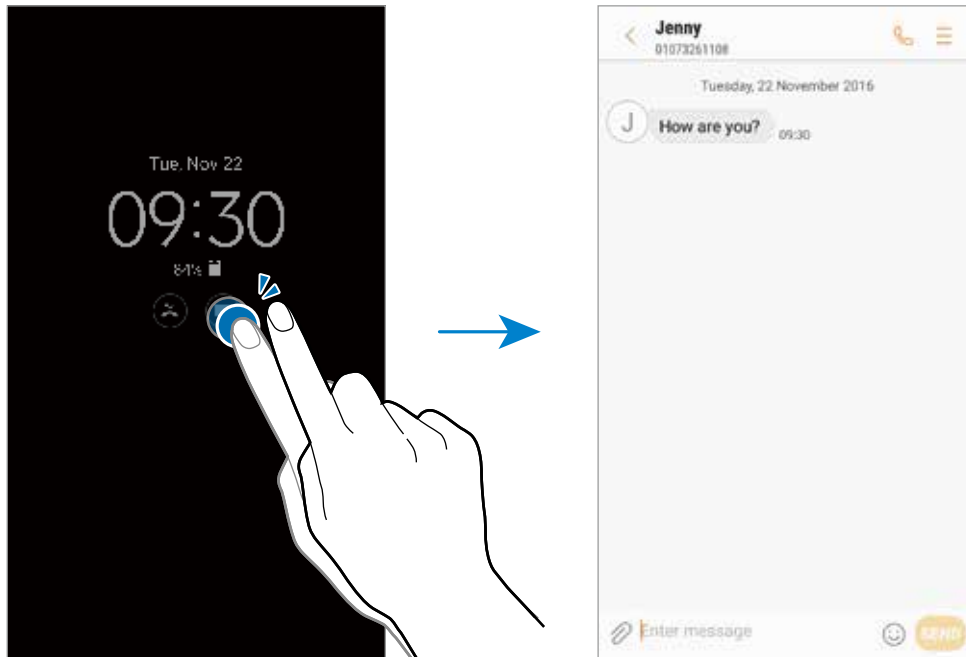 Tue, Nov 22
09:30
84%
Jenny
01073261108
Tuesday, 22 November 2016
J
How are you?
09:30
Enter message
SEND